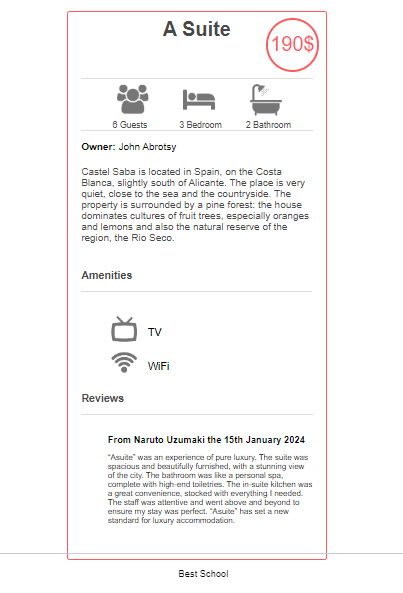 A Suite
190$
6 Guests
3 Bedroom
2 Bathroom
Owner: John Abrotsy
Castel Saba is located in Spain, on the Costa
Blanca, slightly south of Alicante. The place is very
quiet, close to the sea and the countryside. The
property is surrounded by a pine forest: the house
dominates cultures of fruit trees, especially oranges
and lemons and also the natural reserve of the
region, the Rio Seco.
Amenities
TV
WiFi
Reviews
From Naruto Uzumaki the 15th January 2024
“Asuite” was an experience of pure luxury. The suite was
spacious and beautifully furnished, with a stunning view
of the city. The bathroom was like a personal spa,
complete with high-end toiletries. The in-suite kitchen was
a great convenience, stocked with everything I needed.
The staff was attentive and went above and beyond to
ensure my stay was perfect. “Asuite” has set a new
standard for luxury accommodation.
Best School